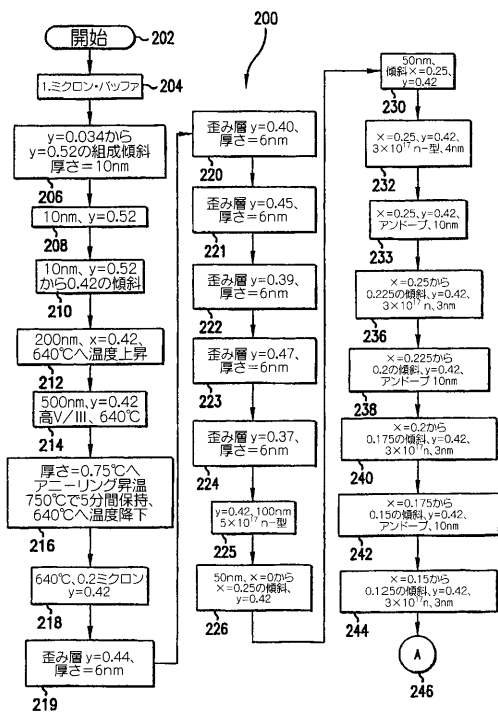 200
開始
202
1.ミクロン・バッファ
204
y=0.034から
y=0.52の組成傾斜
厚さ=10nm
206
10nm、y=0.52
208
10nm、y=0.52
から0.42の傾斜
210
200nm、x=0.42、
640℃へ温度上昇
212
500nm、y=0.42
高V/Ⅲ、640℃
214
厚さ=0.75℃へ
アニーリング昇温
750℃で5分間保持、
640℃へ温度降下
216
640℃、0.2ミクロン
y=0.42
218
歪み層 y=0.44、
厚さ=6nm
219
歪み層 y=0.40、
厚さ=6nm
220
歪み層 y=0.45、
厚さ=6nm
221
歪み層 y=0.39、
厚さ=6nm
222
歪み層 y=0.47、
厚さ=6nm
223
歪み層 y=0.37、
厚さ=6nm
224
y=0.42、100nm
5×10¹⁷ n-型
225
50nm、x=0から
x=0.25の傾斜、
y=0.42
226
50nm、
傾斜 x=0.25、
y=0.42
230
x=0.25、y=0.42、
3×10¹⁷ n-型、4nm
232
x=0.25、y=0.42、
アンドープ、10nm
233
x=0.25から
0.225の傾斜、y=0.42、
3×10¹⁷ n、3nm
236
x=0.225から
0.2の傾斜、y=0.42、
アンドープ 10nm
238
x=0.2から
0.175の傾斜、y=0.42、
3×10¹⁷ n、3nm
240
x=0.175から
0.15の傾斜、y=0.42、
アンドープ、10nm
242
x=0.15から
0.125の傾斜、y=0.42、
3×10¹⁷ n、3nm
244
A
246